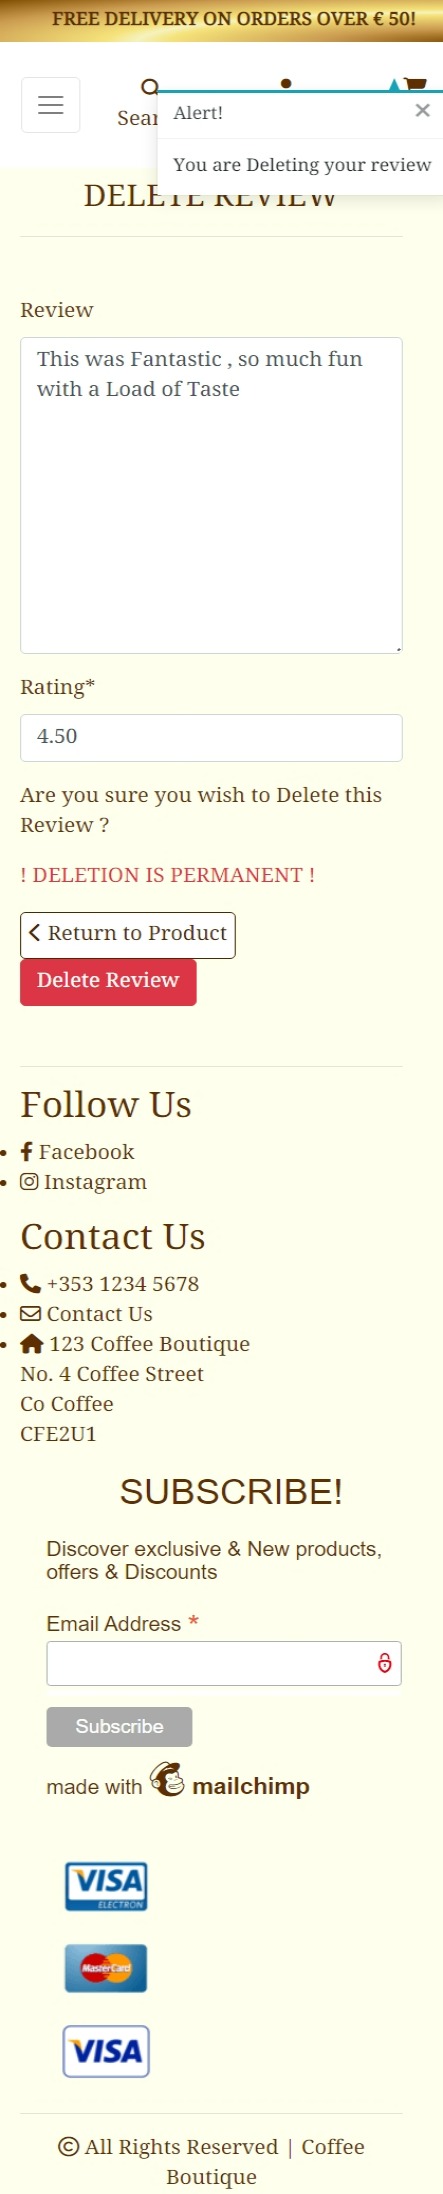 FREE DELIVERY ON ORDERS OVER € 50!
Alert!
You are Deleting your review
DELETE REVIEW
Review
This was Fantastic , so much fun
with a Load of Taste
Rating*
4.50
Are you sure you wish to Delete this
Review ?
! DELETION IS PERMANENT !
Return to Product
Delete Review
Follow Us
Facebook
Instagram
Contact Us
+353 1234 5678
Contact Us
123 Coffee Boutique
No. 4 Coffee Street
Co Coffee
CFE2U1
SUBSCRIBE!
Discover exclusive & New products,
offers & Discounts
Email Address *
Subscribe
made with mailchimp
VISA
ELECTRON
MasterCard
VISA
© All Rights Reserved | Coffee
Boutique